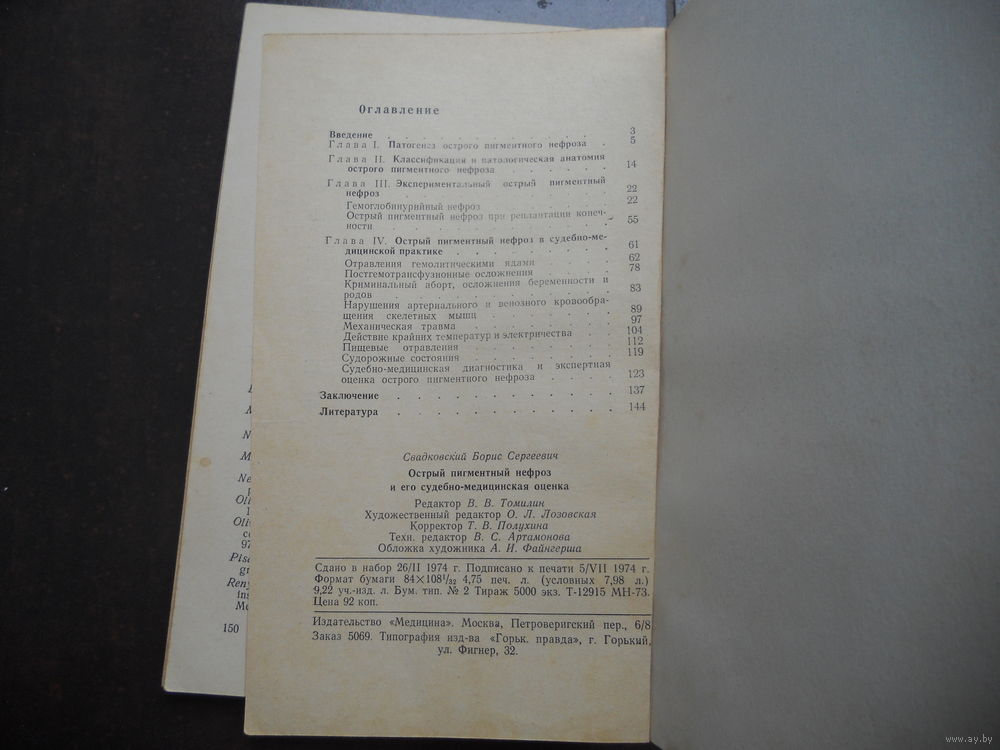 Оглавление
Введение . . . . . . . . . . . . 3
Глава I. Патогенез острого пигментного нефроза . 5
Глава II. Классификация и патологическая анатомия
острого пигментного нефроза . . . . . . 14
Глава III. Экспериментальный острый пигментный
нефроз . . . . . . . . . . . . 22
Гемоглобинурийный нефроз . . . . . . 22
Острый пигментный нефроз при реплантации конеч-
ности . . . . . . . . . . . . 55
Глава IV. Острый пигментный нефроз в судебно-ме-
дицинской практике . . . . . . . . 61
Отравления гемолитическими ядами . . . . 62
Постгемотрансфузионные осложнения . . . . 78
Криминальный аборт, осложнения беременности и
родов . . . . . . . . . . . . 83
Нарушения артериального и венозного кровообра-
щения скелетных мышц . . . . . . 89
Механическая травма . . . . . . . . 97
Действие крайних температур и электричества . . 104
Пищевые отравления . . . . . . . . 112
Судорожные состояния . . . . . . . . 119
Судебно-медицинская диагностика и экспертная
оценка острого пигментного нефроза . . . . 123
Заключение . . . . . . . . . . . 137
Литература . . . . . . . . . . . 144
Свадковский Борис Сергеевич
Острый пигментный нефроз
и его судебно-медицинская оценка
Редактор В. В. Томилин
Художественный редактор О. Л. Лозовская
Корректор Т. В. Полухина
Техн. редактор В. С. Артамонова
Обложка художника А. И. Файнгерша
Сдано в набор 26/II 1974 г. Подписано к печати 5/VII 1974 г.
Формат бумаги 84×108 1/32 4,75 печ. л. (условных 7,98 л.)
9,22 уч.-изд. л. Бум. тип. № 2 Тираж 5000 экз. Т-12915 МН-73.
Цена 92 коп.
Издательство «Медицина». Москва, Петроверигский пер., 6/8
Заказ 5069. Типография изд-ва «Горьк. правда», г. Горький,
ул. Фигнер, 32.
150
www.ay.by